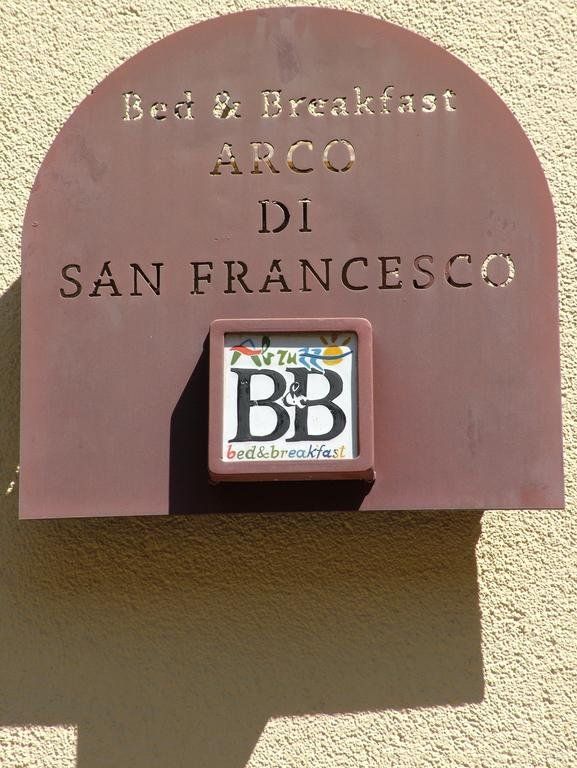 Bed & Breakfast
ARCO
DI
SAN FRANCESCO
Abruzzo
B&B
bed&breakfast